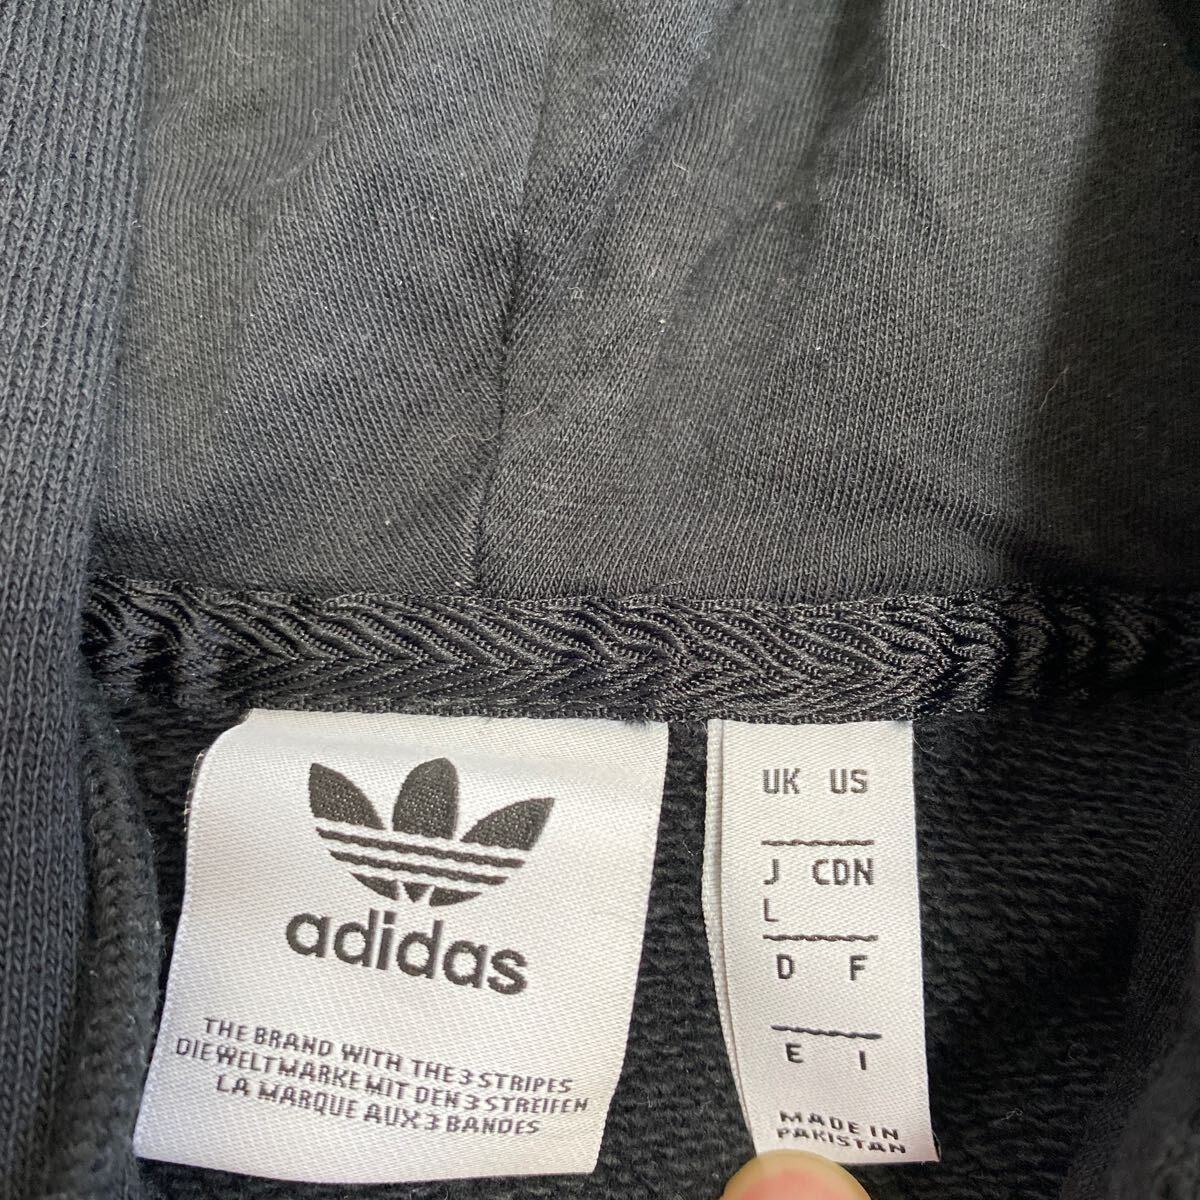 adidas
THE BRAND WITH THE 3 STRIPES
DIE WELTMARKE MIT DEN 3 STREIFEN
LA MARQUE AUX 3 BANDES
UK US
J CDN
L
D F
E I
MADE IN
PAKISTAN